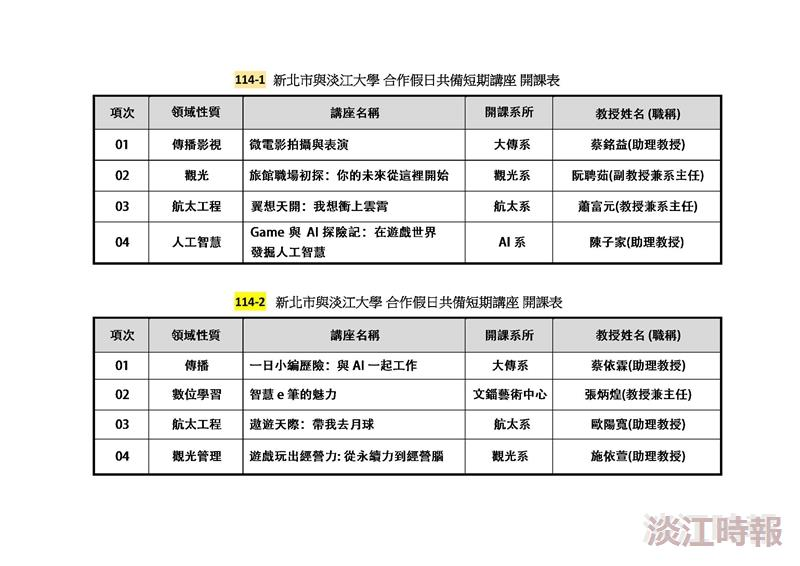 114-1 新北市與淡江大學 合作假日共備短期講座 開課表
項次 領域性質 講座名稱 開課系所 教授姓名 (職稱)
01 傳播影視 微電影拍攝與表演 大傳系 蔡銘益(助理教授)
02 觀光 旅館職場初探：你的未來從這裡開始 觀光系 阮聘茹(副教授兼系主任)
03 航太工程 翼想天開：我想衝上雲霄 航太系 蕭富元(教授兼系主任)
04 人工智慧 Game 與 AI 探險記：在遊戲世界
發掘人工智慧 AI 系 陳子家(助理教授)
114-2 新北市與淡江大學 合作假日共備短期講座 開課表
項次 領域性質 講座名稱 開課系所 教授姓名 (職稱)
01 傳播 一日小編歷險：與 AI 一起工作 大傳系 蔡依霖(助理教授)
02 數位學習 智慧 e 筆的魅力 文錙藝術中心 張炳煌(教授兼主任)
03 航太工程 遨遊天際：帶我去月球 航太系 歐陽寬(助理教授)
04 觀光管理 遊戲玩出經營力: 從永續力到經營腦 觀光系 施依萱(助理教授)
淡江時報